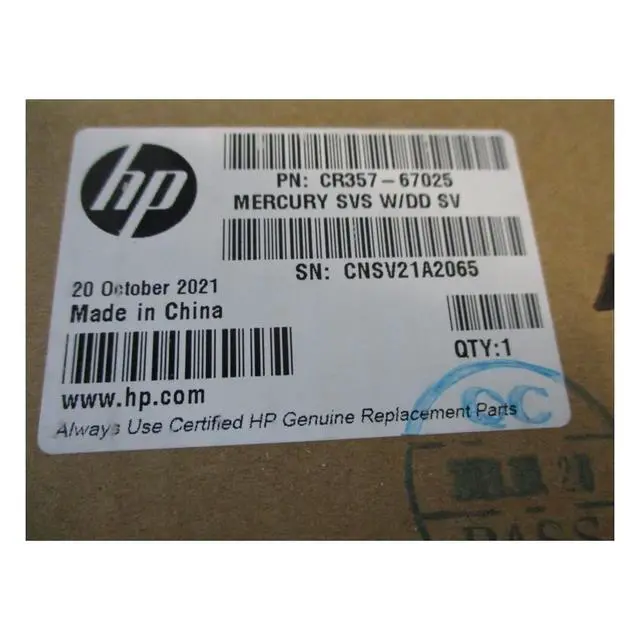 hp
PN: CR357-67025
MERCURY SVS W/DD SV
SN: CNSV21A2065
20 October 2021
Made in China
QTY:1
www.hp.com
Always Use Certified HP Genuine Replacement Parts
QC
PASS